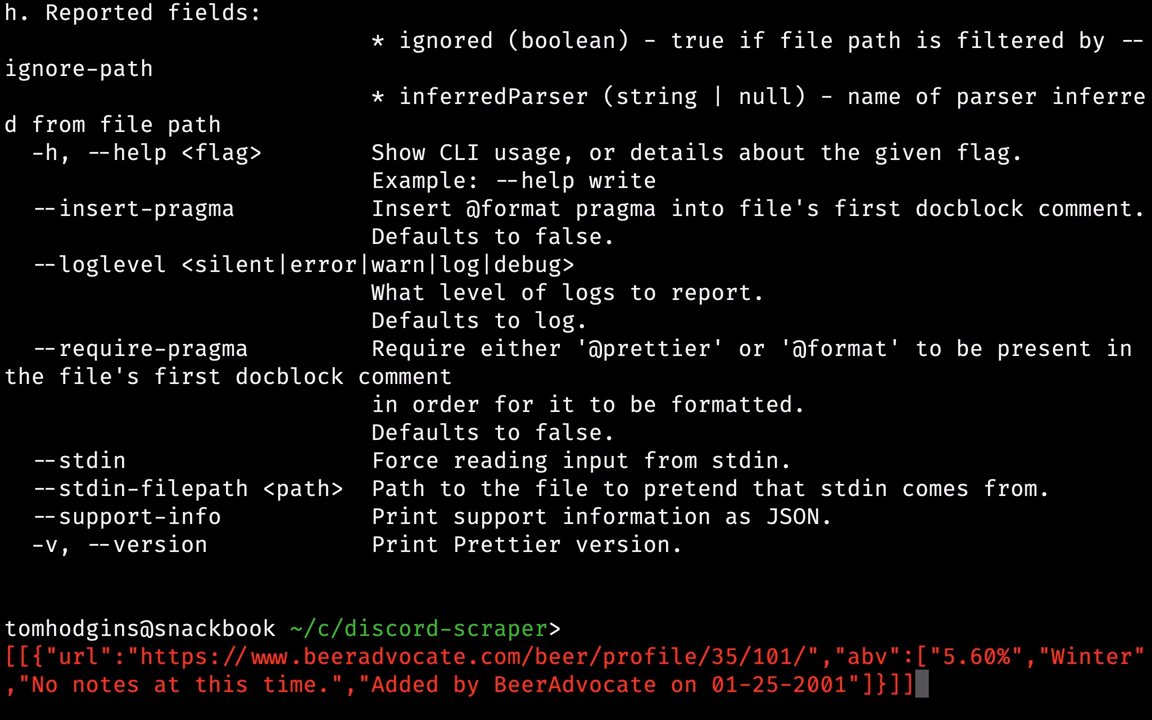 h. Reported fields:
* ignored (boolean) - true if file path is filtered by --
ignore-path
* inferredParser (string | null) - name of parser inferre
d from file path
-h, --help <flag> Show CLI usage, or details about the given flag.
Example: --help write
--insert-pragma Insert @format pragma into file's first docblock comment.
Defaults to false.
--loglevel <silent|error|warn|log|debug>
What level of logs to report.
Defaults to log.
--require-pragma Require either '@prettier' or '@format' to be present in
the file's first docblock comment
in order for it to be formatted.
Defaults to false.
--stdin Force reading input from stdin.
--stdin-filepath <path> Path to the file to pretend that stdin comes from.
--support-info Print support information as JSON.
-v, --version Print Prettier version.
tomhodgins@snackbook ~/c/discord-scraper>
[[{"url":"https://www.beeradvocate.com/beer/profile/35/101/","abv":["5.60%","Winter"
,"No notes at this time.","Added by BeerAdvocate on 01-25-2001"]}]]